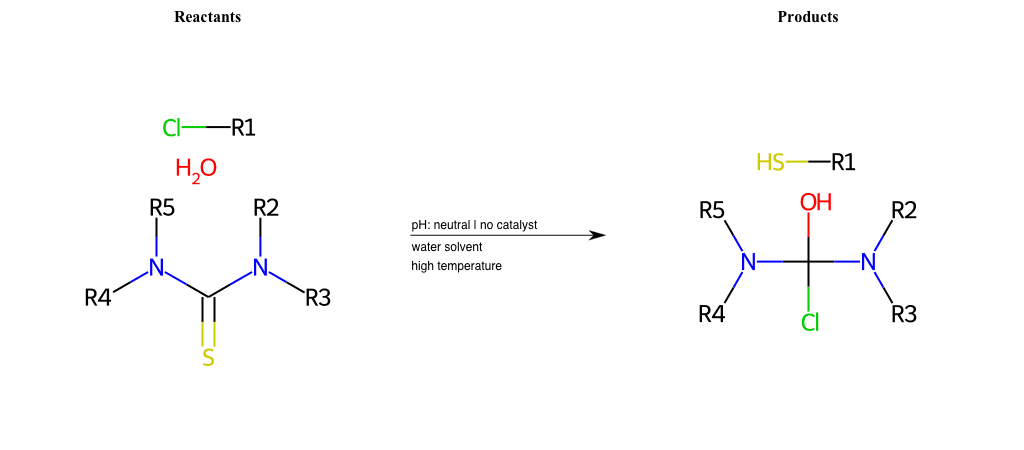 Reactants
Products
Cl R1
H2O
R5 R2
N N
R4 R3
S
pH: neutral | no catalyst
water solvent
high temperature
HS R1
OH
R5 R2
N N
R4 R3
Cl